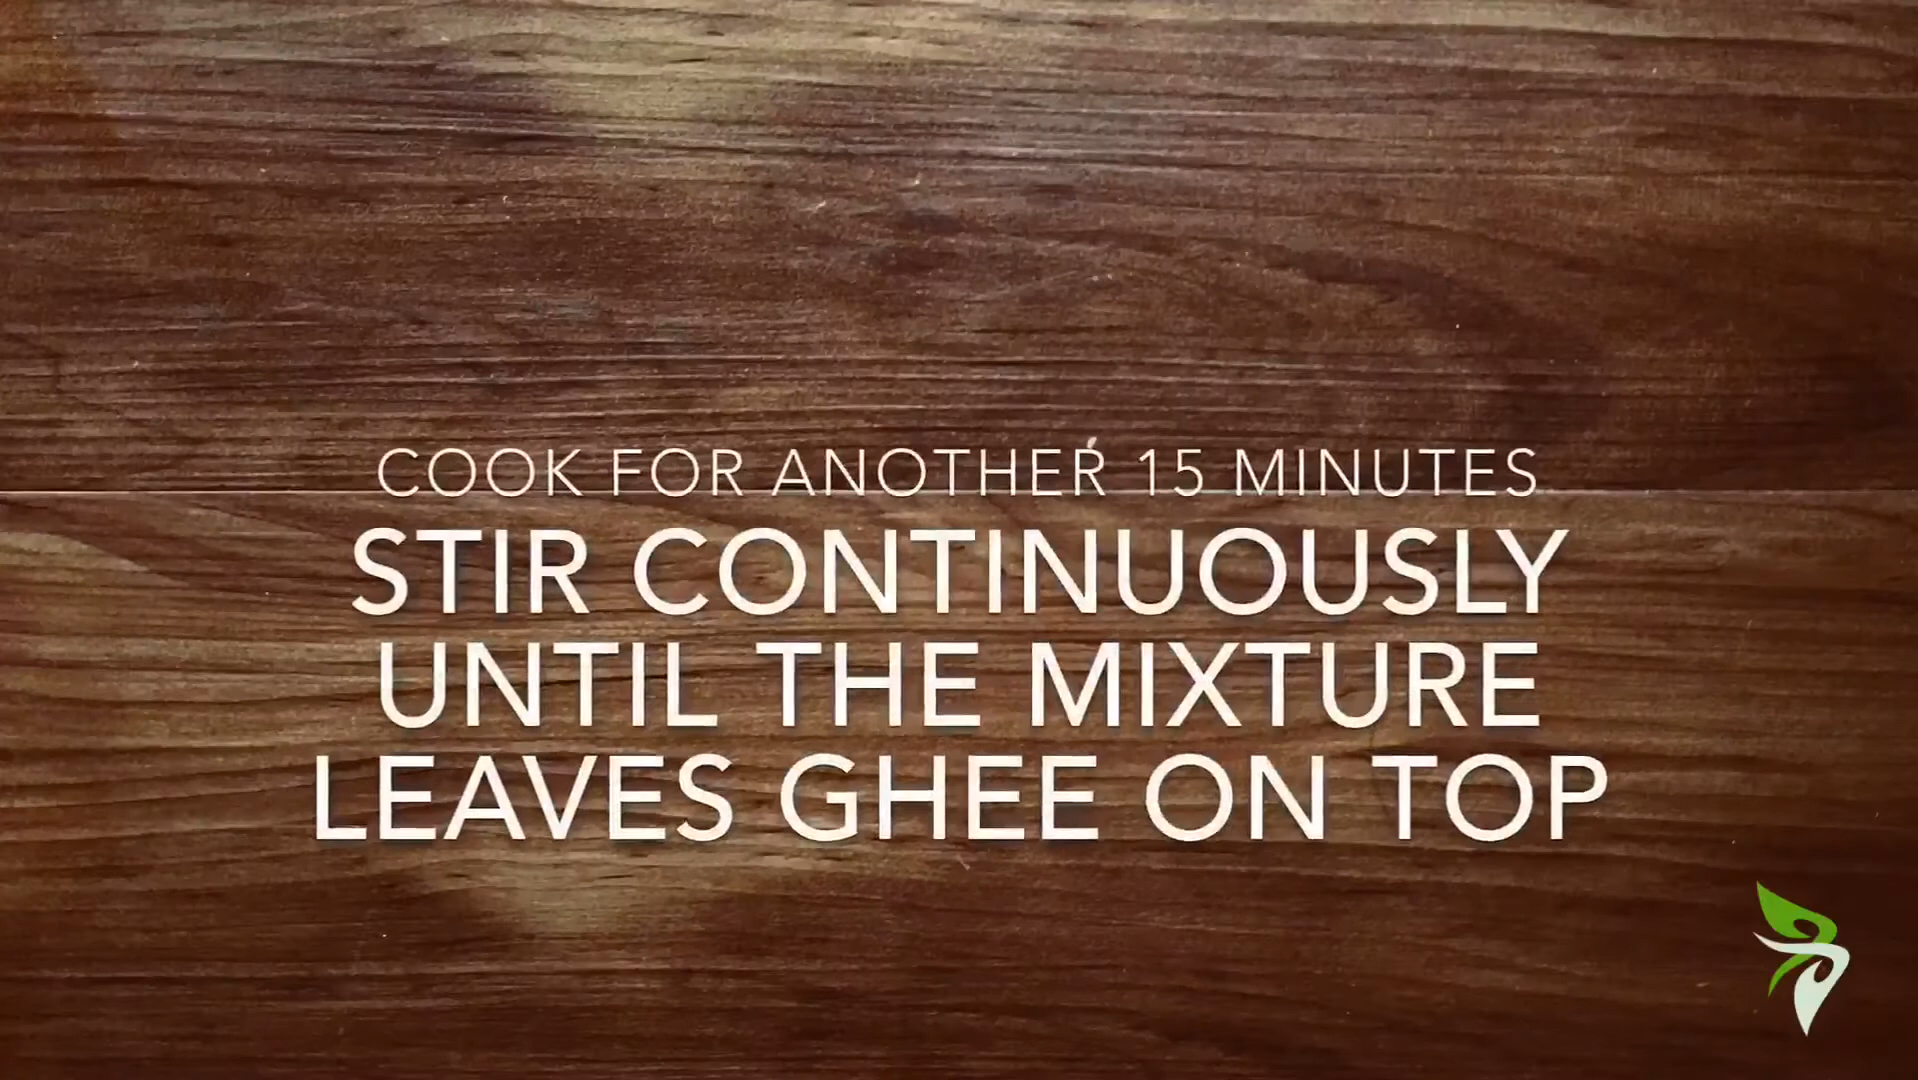 COOK FOR ANOTHER 15 MINUTES
STIR CONTINUOUSLY
UNTIL THE MIXTURE
LEAVES GHEE ON TOP